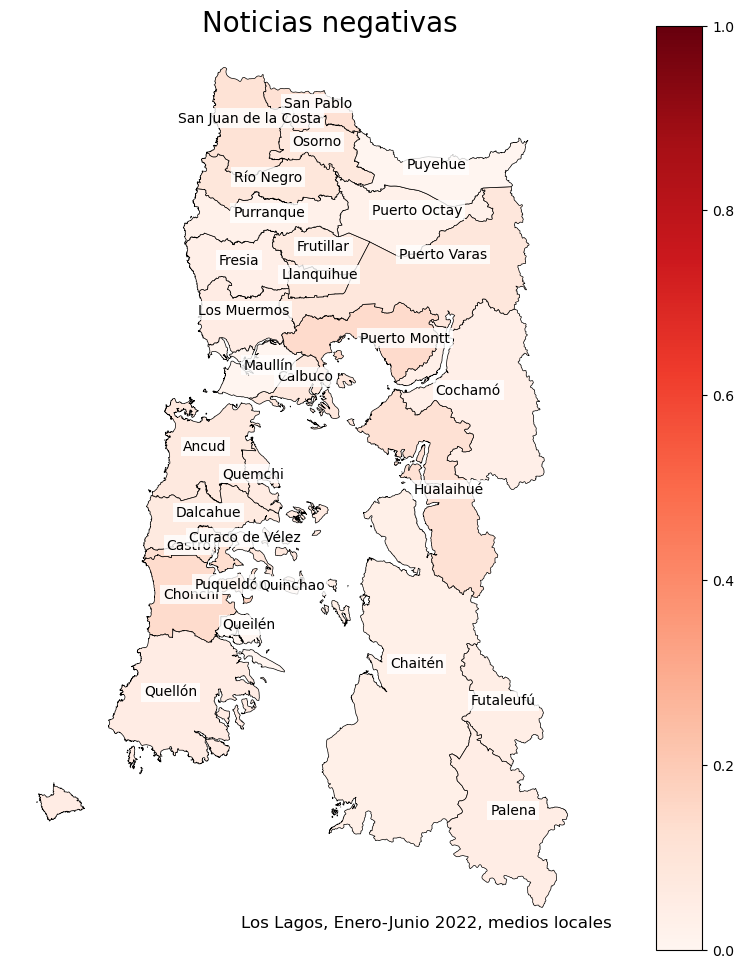 Noticias negativas
1.0
San Pablo
San Juan de la Costa
Osorno
Puyehue
Río Negro
0.8
Puerto Octay
Purranque
Frutillar
Puerto Varas
Fresia
Llanquihue
Los Muermos
Puerto Montt
Maullín
Calbuco
0.6
Cochamó
Ancud
Quemchi
Hualaihué
Dalcahue
Curaco de Vélez
Castro
0.4
Puqueldó
Quinchao
Chonchi
Queilén
Chaitén
Quellón
Futaleufú
0.2
Palena
Los Lagos, Enero-Junio 2022, medios locales
0.0